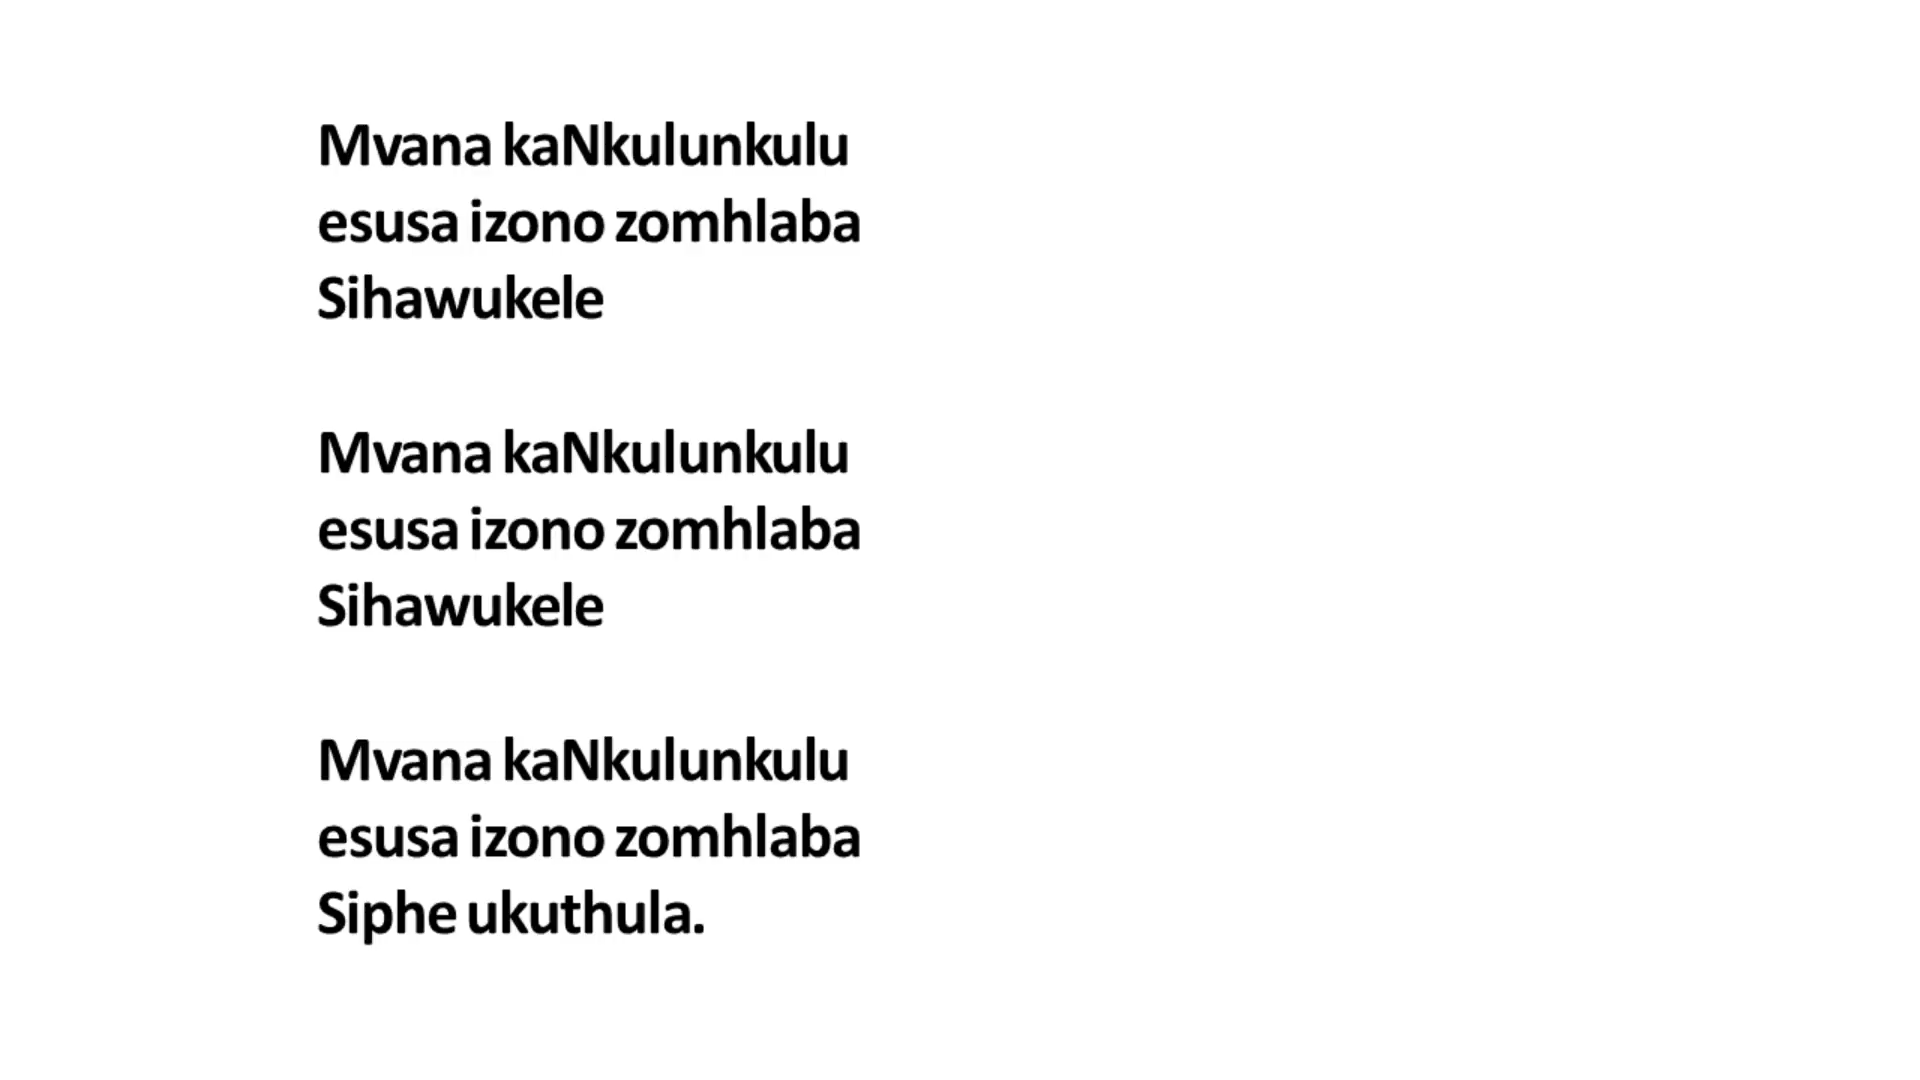 Mvana kaNkulunkulu
esusa izono zomhlaba
Sihawukele
Mvana kaNkulunkulu
esusa izono zomhlaba
Sihawukele
Mvana kaNkulunkulu
esusa izono zomhlaba
Siphe ukuthula.